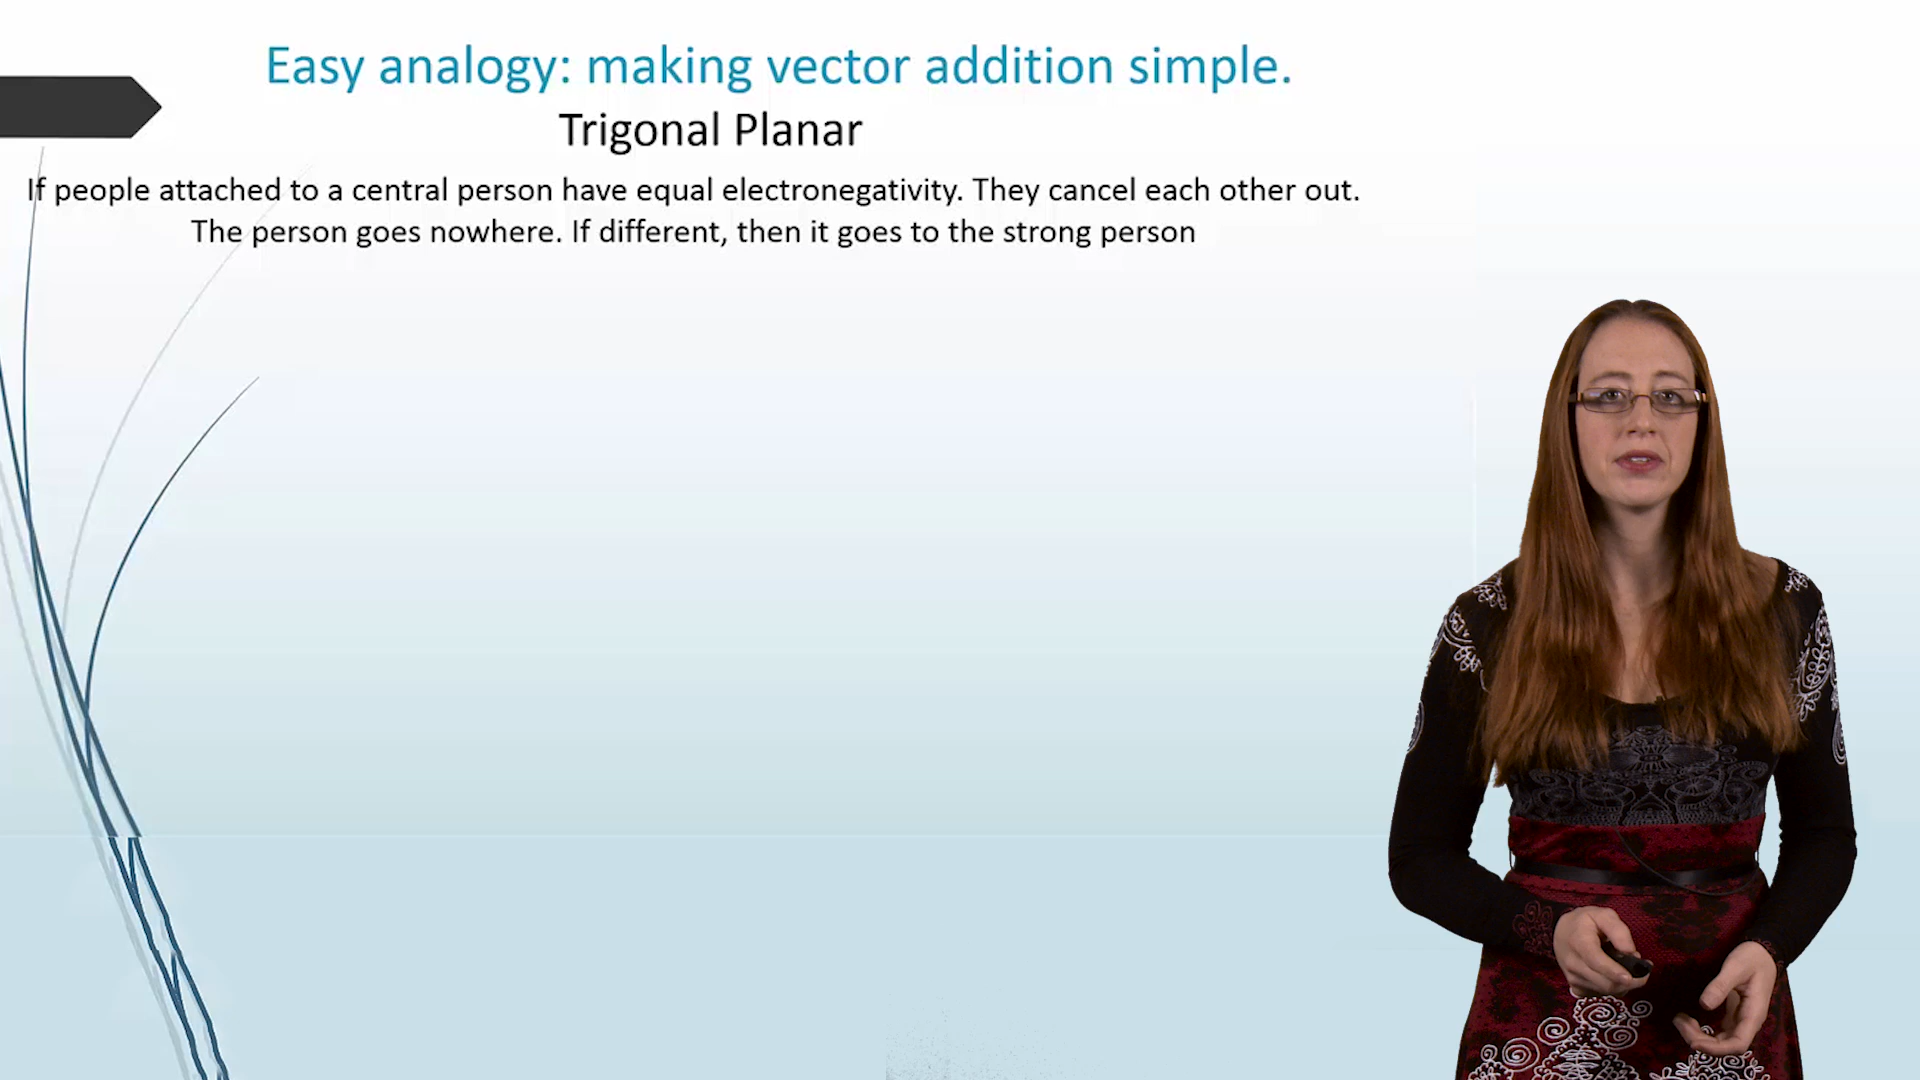 Easy analogy: making vector addition simple.
Trigonal Planar
If people attached to a central person have equal electronegativity. They cancel each other out.
The person goes nowhere. If different, then it goes to the strong person